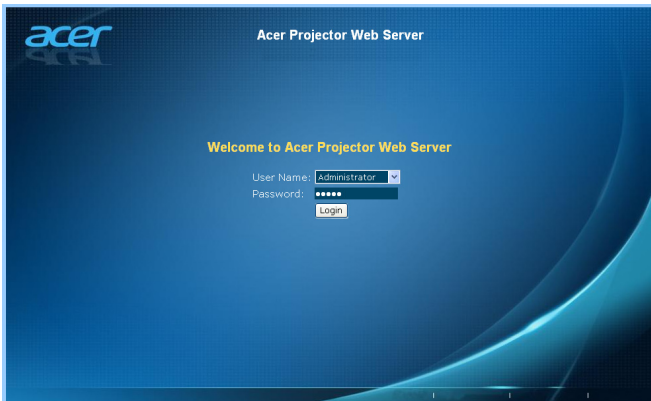 acer
Acer Projector Web Server
Welcome to Acer Projector Web Server
User Name: Administrator
Password: •••••
Login